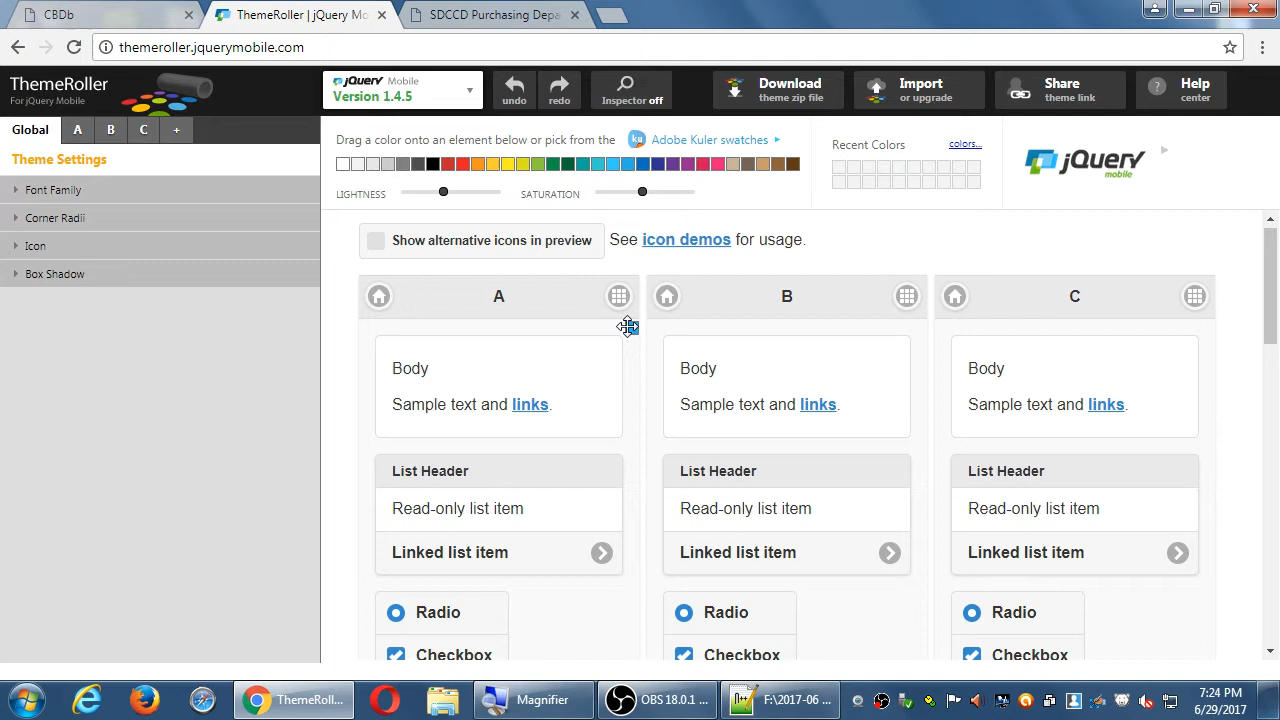 CBDb
ThemeRoller | jQuery Mo
SDCCD Purchasing Depa
themeroller.jquerymobile.com
ThemeRoller
For jQuery Mobile
jQuery Mobile
Version 1.4.5
undo
redo
Inspector off
Download
theme zip file
Import
or upgrade
Share
theme link
?
Help
center
Global
A
B
C
+
Theme Settings
Font Family
Corner Radii
Icon
Box Shadow
Drag a color onto an element below or pick from the
ku
Adobe Kuler swatches
LIGHTNESS
SATURATION
Recent Colors
colors...
jQuery
mobile
Show alternative icons in preview
See icon demos for usage.
A
B
C
Body
Sample text and links.
List Header
Read-only list item
Linked list item
Radio
Checkbox
Body
Sample text and links.
List Header
Read-only list item
Linked list item
Radio
Checkbox
Body
Sample text and links.
List Header
Read-only list item
Linked list item
Radio
Checkbox
ThemeRoll...
Magnifier
OBS 18.0.1 ...
F:\2017-06 ...
7:24 PM
6/29/2017